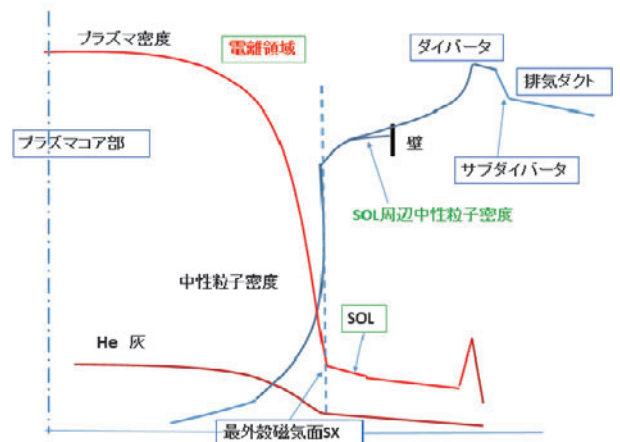 プラズマ密度
電離領域
ダイバータ
排気ダクト
プラズマコア部
壁
サブダイバータ
SOL周辺中性粒子密度
中性粒子密度
SOL
He 灰
最外殻磁気面SX